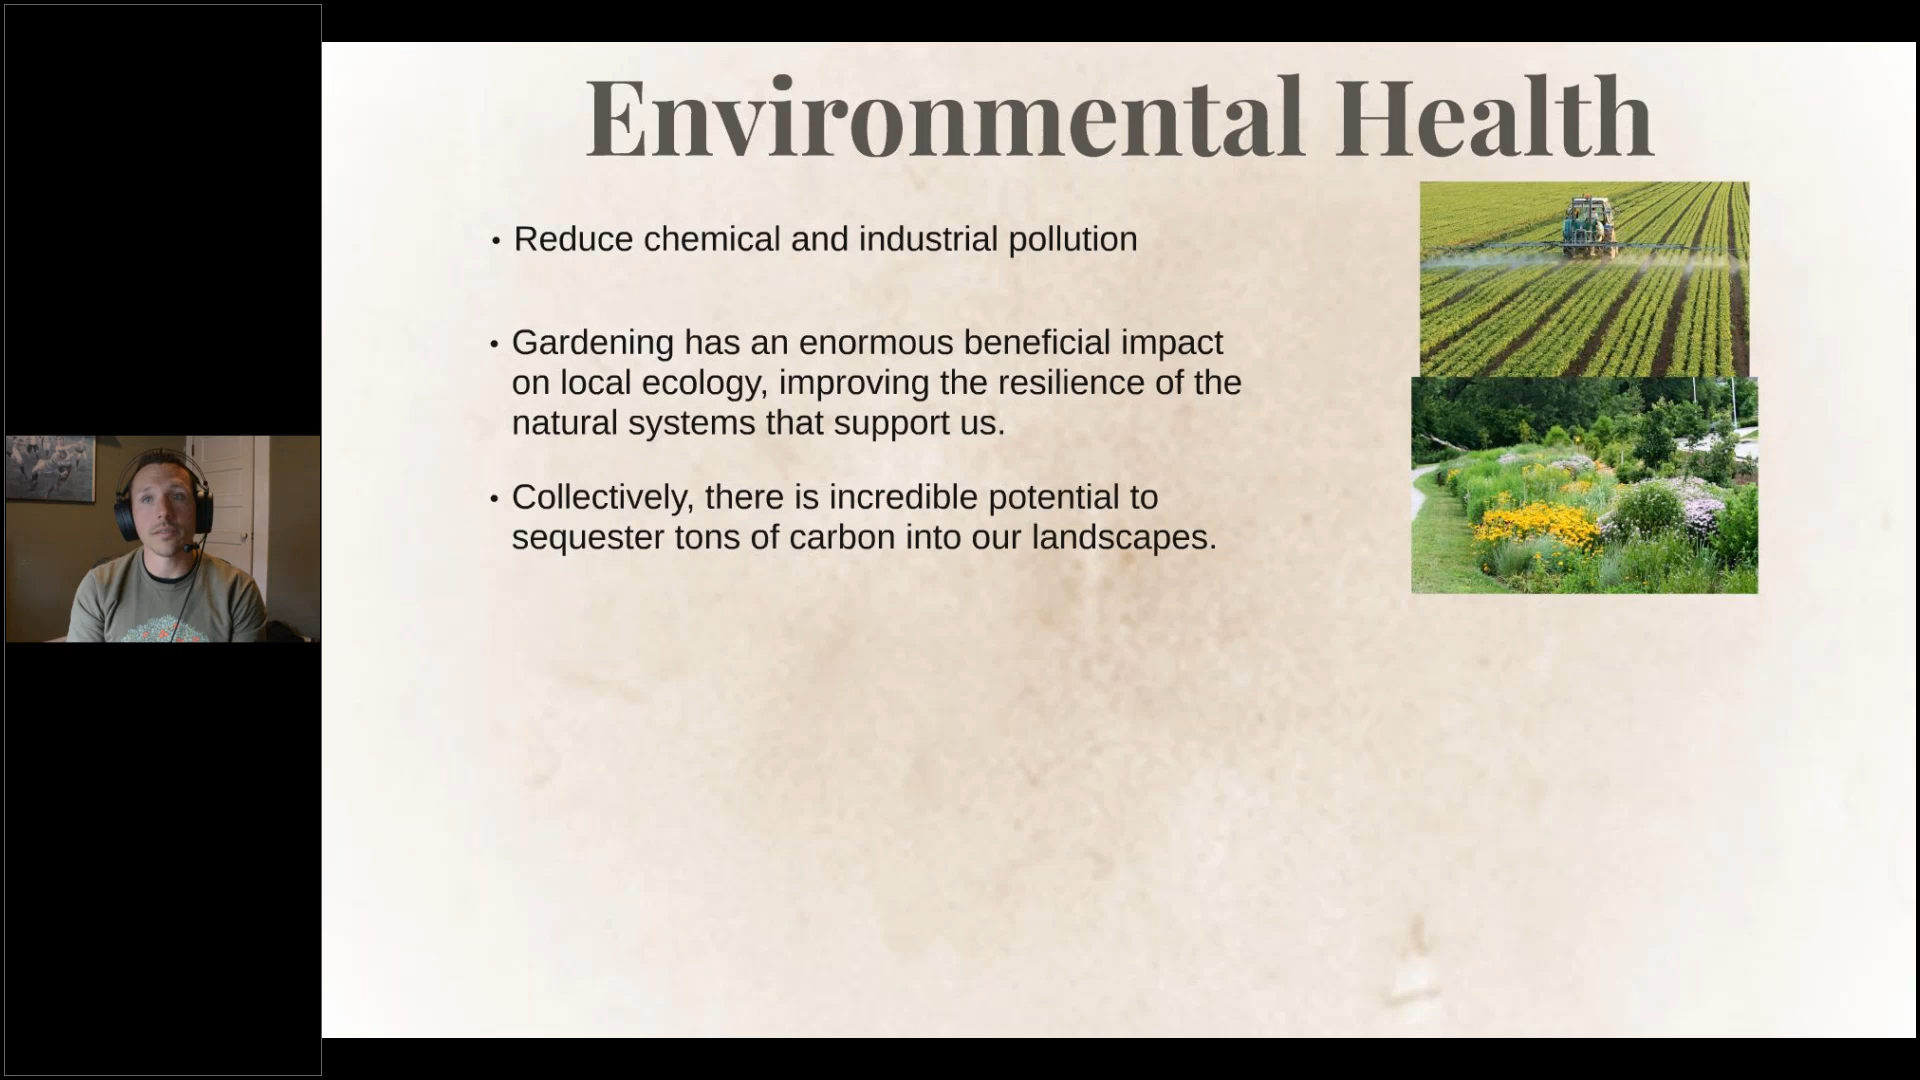 Environmental Health
• Reduce chemical and industrial pollution
• Gardening has an enormous beneficial impact
on local ecology, improving the resilience of the
natural systems that support us.
• Collectively, there is incredible potential to
sequester tons of carbon into our landscapes.